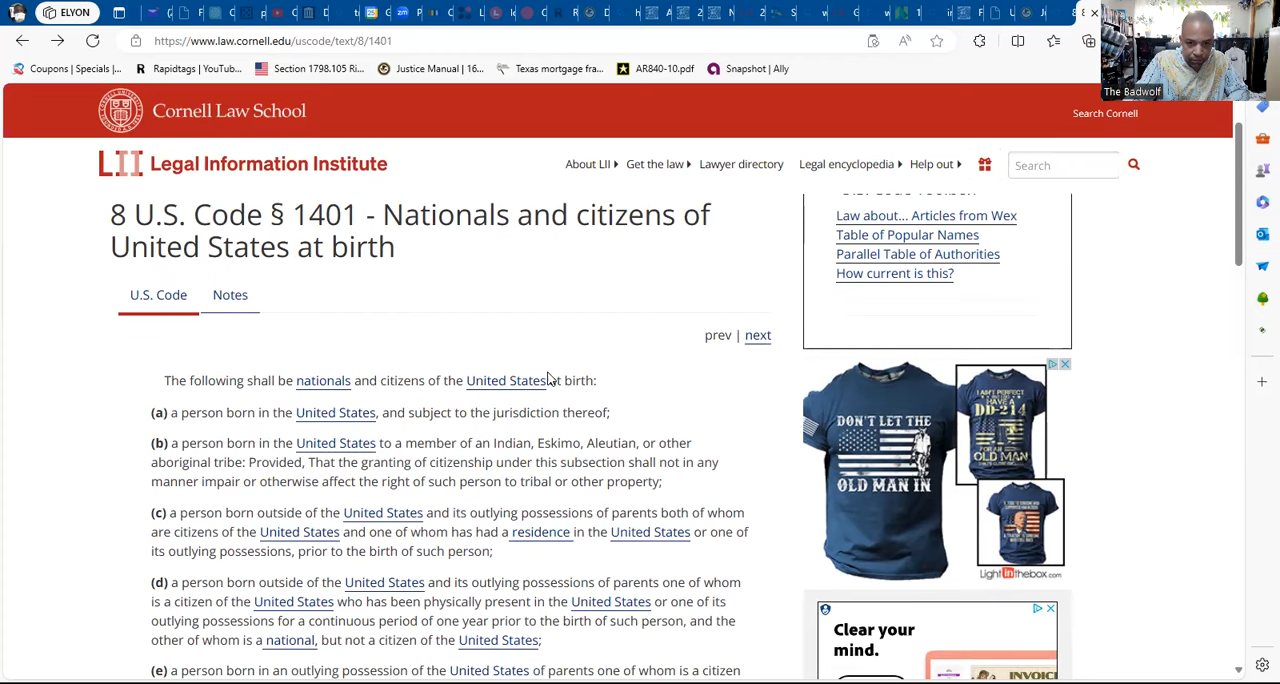 ELYON
https://www.law.cornell.edu/uscode/text/8/1401
Coupons | Specials |...
Rapidtags | YouTub...
Section 1798.105 Ri...
Justice Manual | 16...
Texas mortgage fra...
AR840-10.pdf
Snapshot | Ally
The Badwolf
Cornell Law School
Search Cornell
LII Legal Information Institute
About LII
Get the law
Lawyer directory
Legal encyclopedia
Help out
Search
8 U.S. Code § 1401 - Nationals and citizens of
United States at birth
U.S. Code
Notes
prev | next
The following shall be nationals and citizens of the United States at birth:
(a) a person born in the United States, and subject to the jurisdiction thereof;
(b) a person born in the United States to a member of an Indian, Eskimo, Aleutian, or other
aboriginal tribe: Provided, That the granting of citizenship under this subsection shall not in any
manner impair or otherwise affect the right of such person to tribal or other property;
(c) a person born outside of the United States and its outlying possessions of parents both of whom
are citizens of the United States and one of whom has had a residence in the United States or one of
its outlying possessions, prior to the birth of such person;
(d) a person born outside of the United States and its outlying possessions of parents one of whom
is a citizen of the United States who has been physically present in the United States or one of its
outlying possessions for a continuous period of one year prior to the birth of such person, and the
other of whom is a national, but not a citizen of the United States;
(e) a person born in an outlying possession of the United States of parents one of whom is a citizen
Law about... Articles from Wex
Table of Popular Names
Parallel Table of Authorities
How current is this?
DON'T LET THE
OLD MAN IN
I AIN'T PERFECT
BUT I DO HAVE A
DD-214
FOR AN
OLD MAN
LightInthebox.com
Clear your
mind.
INVOIC